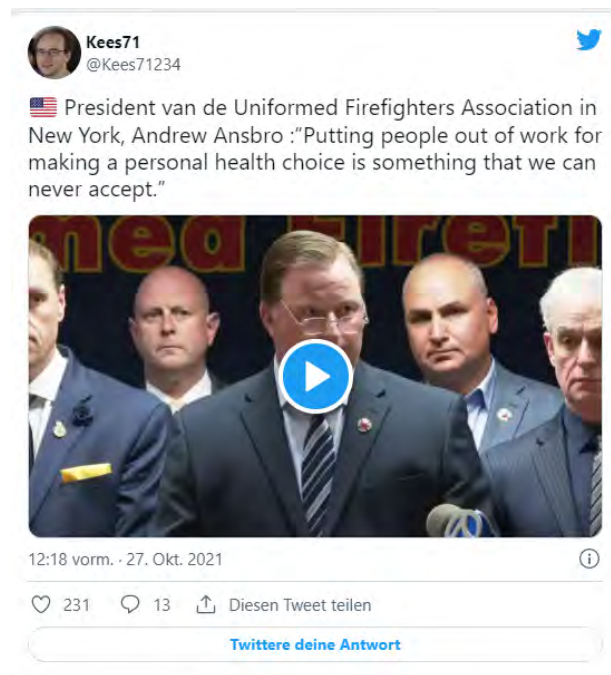 Kees71
@Kees71234
President van de Uniformed Firefighters Association in
New York, Andrew Ansbro :“Putting people out of work for
making a personal health choice is something that we can
never accept.”
med Firefi
12:18 vorm. · 27. Okt. 2021
231 13 Diesen Tweet teilen
Twittere deine Antwort